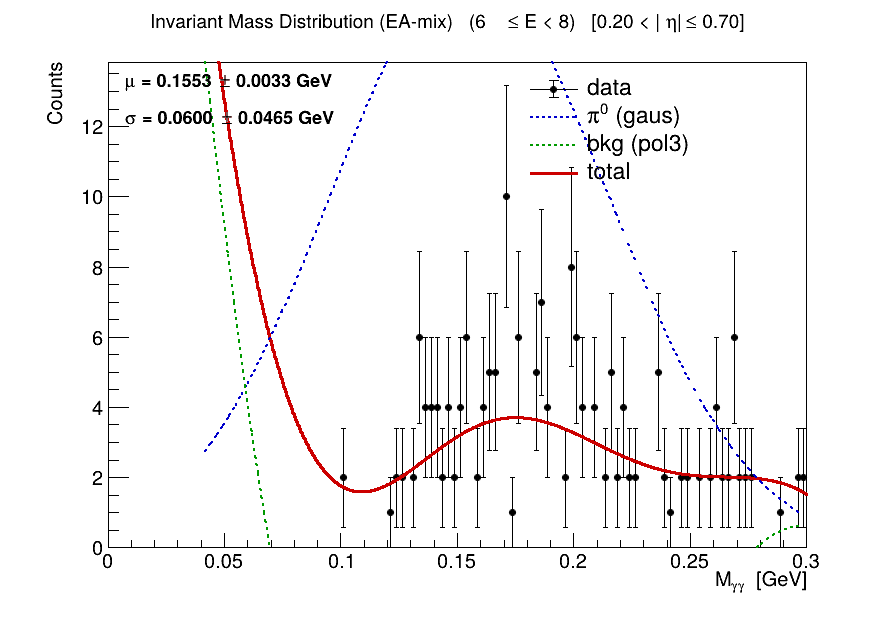 Invariant Mass Distribution (EA-mix) (6 ≤ E < 8) [0.20 < | η| ≤ 0.70]
Counts
μ = 0.1553 ± 0.0033 GeV
σ = 0.0600 ± 0.0465 GeV
data
π⁰ (gaus)
bkg (pol3)
total
12
10
8
6
4
2
0
0 0.05 0.1 0.15 0.2 0.25 0.3
M_γγ [GeV]